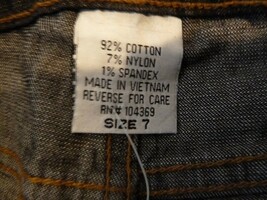 92% COTTON
7% NYLON
1% SPANDEX
MADE IN VIETNAM
REVERSE FOR CARE
RN# 104369
SIZE 7